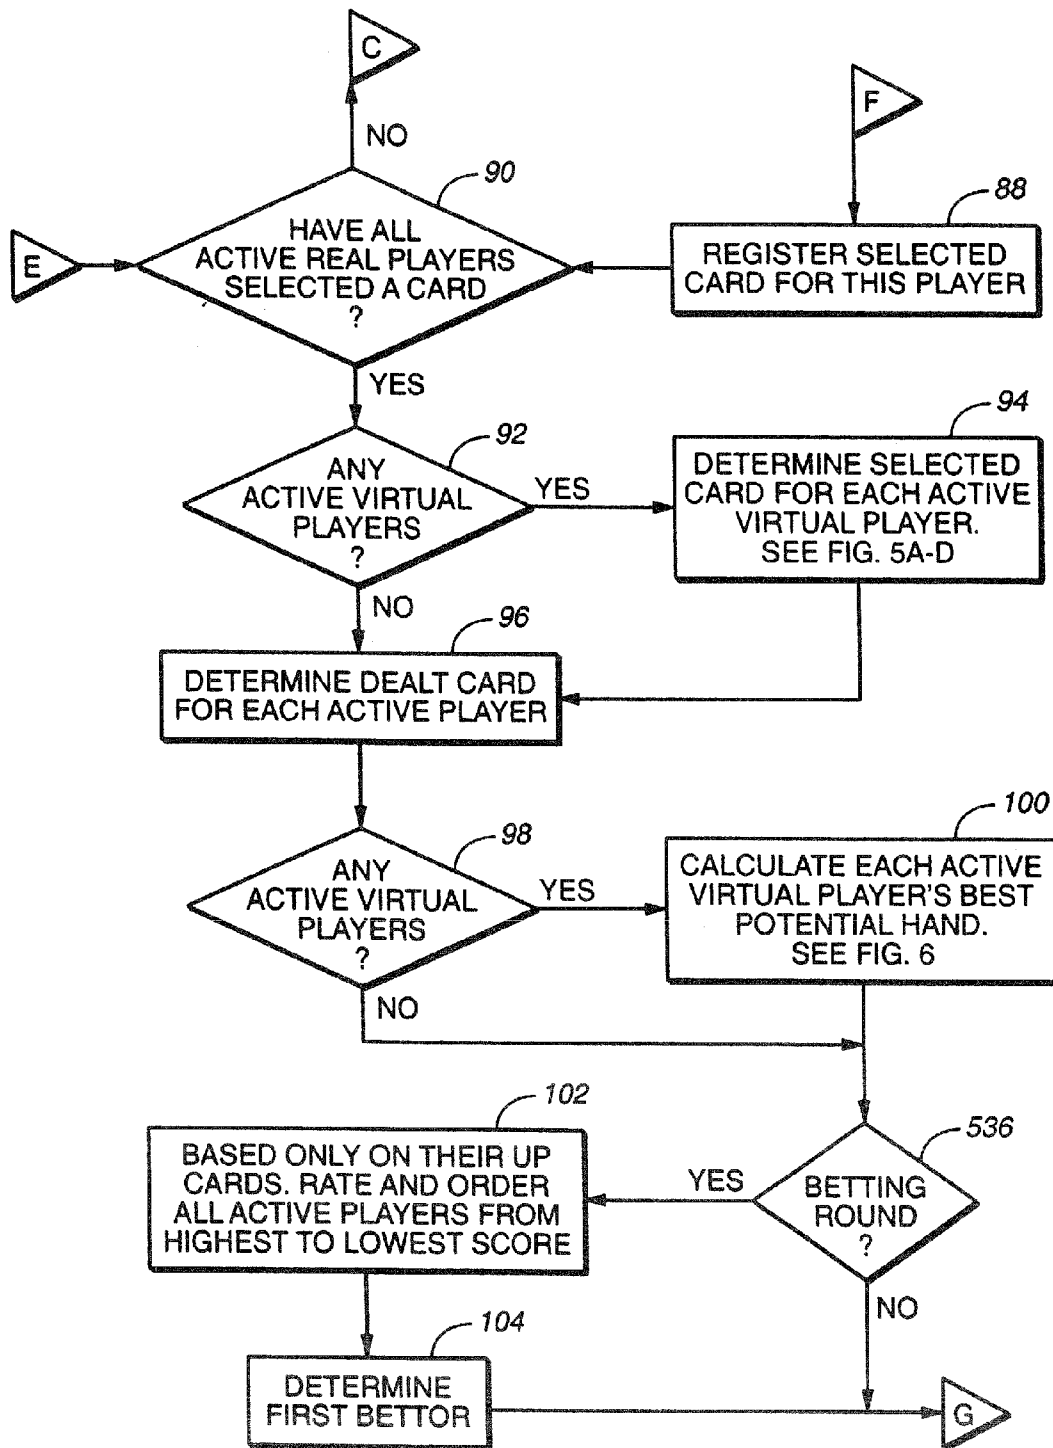 C
F
NO
90
88
HAVE ALL
ACTIVE REAL PLAYERS
SELECTED A CARD
?
E
REGISTER SELECTED
CARD FOR THIS PLAYER
YES
92
94
ANY
ACTIVE VIRTUAL
PLAYERS
?
YES
DETERMINE SELECTED
CARD FOR EACH ACTIVE
VIRTUAL PLAYER.
SEE FIG. 5A-D
NO
96
DETERMINE DEALT CARD
FOR EACH ACTIVE PLAYER
98
100
ANY
ACTIVE VIRTUAL
PLAYERS
?
YES
CALCULATE EACH ACTIVE
VIRTUAL PLAYER'S BEST
POTENTIAL HAND.
SEE FIG. 6
NO
102
536
BASED ONLY ON THEIR UP
CARDS. RATE AND ORDER
ALL ACTIVE PLAYERS FROM
HIGHEST TO LOWEST SCORE
YES
BETTING
ROUND
?
NO
104
DETERMINE
FIRST BETTOR
G